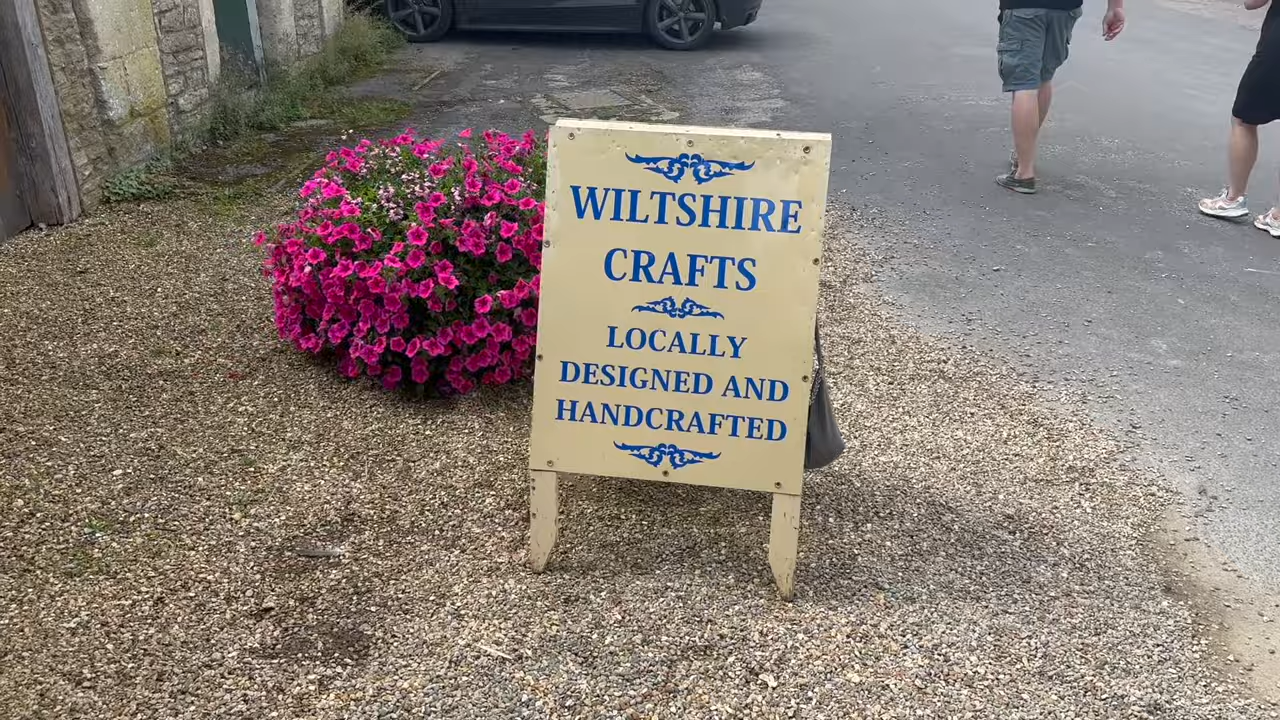 WILTSHIRE
CRAFTS
LOCALLY
DESIGNED AND
HANDCRAFTED